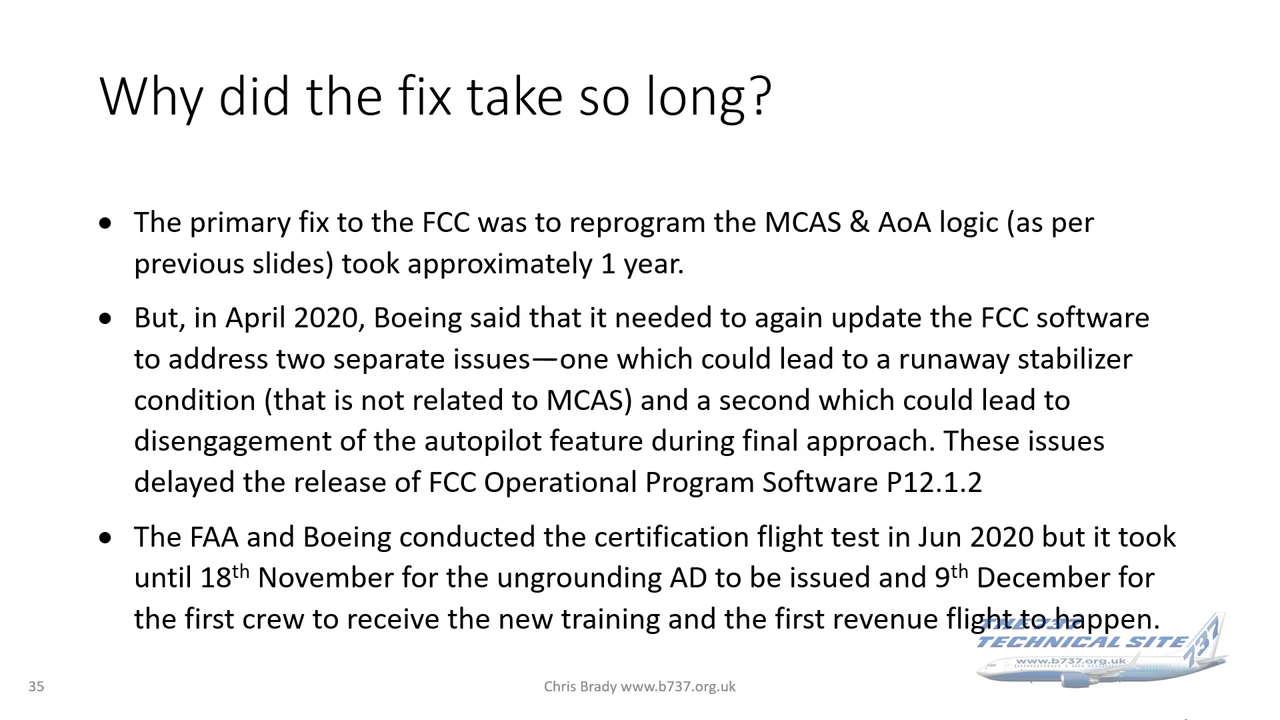 Why did the fix take so long?
• The primary fix to the FCC was to reprogram the MCAS & AoA logic (as per
previous slides) took approximately 1 year.
• But, in April 2020, Boeing said that it needed to again update the FCC software
to address two separate issues—one which could lead to a runaway stabilizer
condition (that is not related to MCAS) and a second which could lead to
disengagement of the autopilot feature during final approach. These issues
delayed the release of FCC Operational Program Software P12.1.2
• The FAA and Boeing conducted the certification flight test in Jun 2020 but it took
until 18th November for the ungrounding AD to be issued and 9th December for
the first crew to receive the new training and the first revenue flight to happen.
THE 737
TECHNICAL SITE
737
www.b737.org.uk
35
Chris Brady www.b737.org.uk